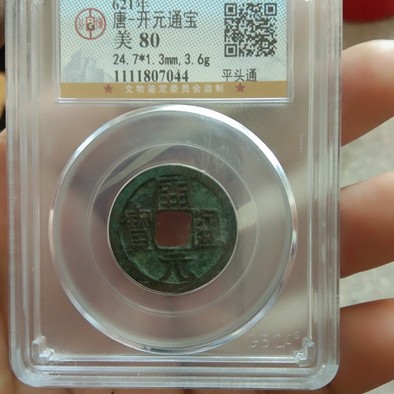 621年
唐-开元通宝
美 80
24.7*1.3mm,3.6g
1111807044 平头通
★ 文物鉴定委员会监制 ★
開元通寶